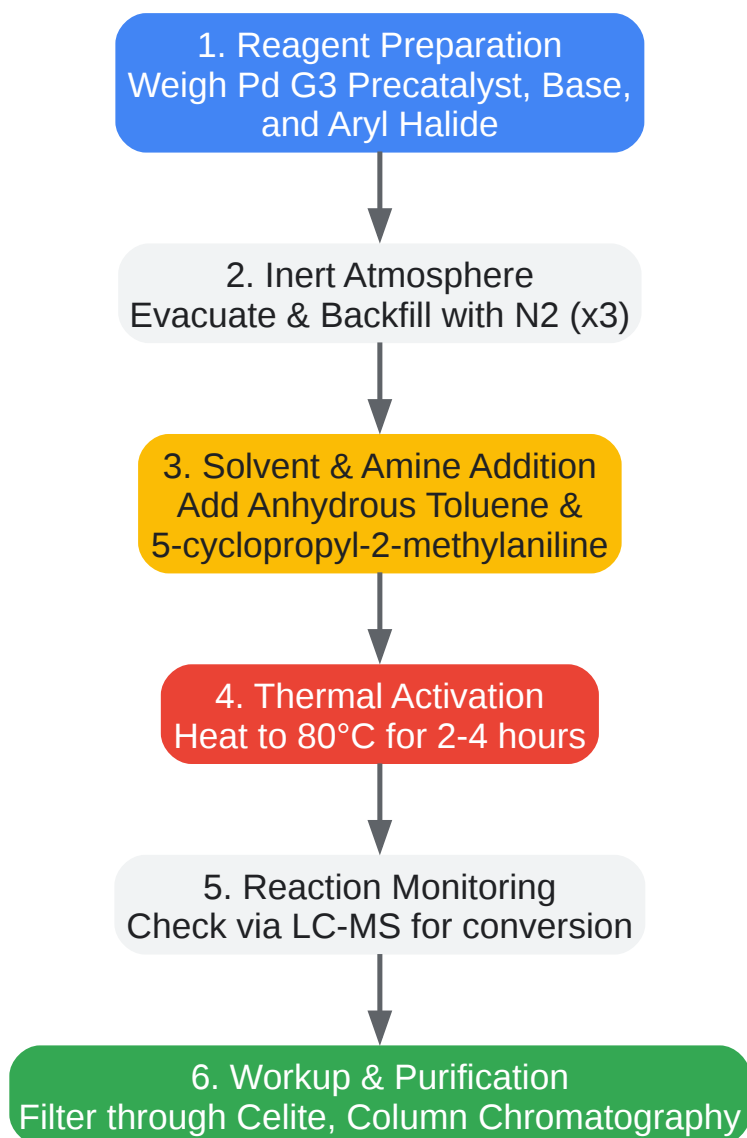 1. Reagent Preparation
Weigh Pd G3 Precatalyst, Base,
and Aryl Halide
2. Inert Atmosphere
Evacuate & Backfill with N2 (x3)
3. Solvent & Amine Addition
Add Anhydrous Toluene &
5-cyclopropyl-2-methylaniline
4. Thermal Activation
Heat to 80°C for 2-4 hours
5. Reaction Monitoring
Check via LC-MS for conversion
6. Workup & Purification
Filter through Celite, Column Chromatography